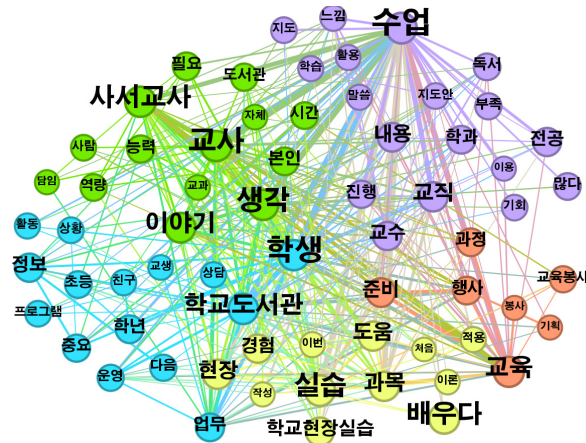 느낌
수업
지도
활용
필요
도서관
학습
독서
사서교사
말씀
지도안
부족
자체
시간
교사
내용
학과
전공
사람
능력
본인
이용
담임
역량
교과
진행
교직
많다
생각
기회
활동
상황
이야기
교수
과정
학생
정보
초등
친구
교생
상담
준비
행사
교육봉사
프로그램
학교도서관
봉사
학년
기획
중요
경험
이번
도움
처음
적용
운영
다음
현장
교육
작성
실습
과목
이론
업무
학교현장실습
배우다